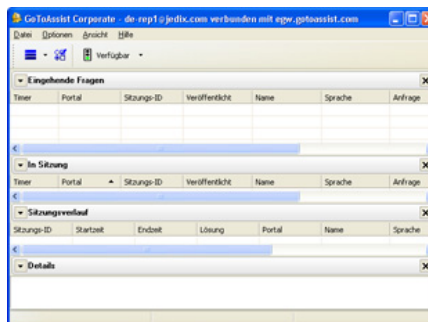 GoToAssist Corporate - de-rep1@jedix.com verbunden mit egw.gotoassist.com
Datei Optionen Ansicht Hilfe
Verfügbar
Eingehende Fragen
Timer Portal Sitzungs-ID Veröffentlicht Name Sprache Anfrage
In Sitzung
Timer Portal Sitzungs-ID Veröffentlicht Name Sprache Anfrage
Sitzungsverlauf
Sitzungs-ID Startzeit Endzeit Lösung Portal Name Sprache
Details